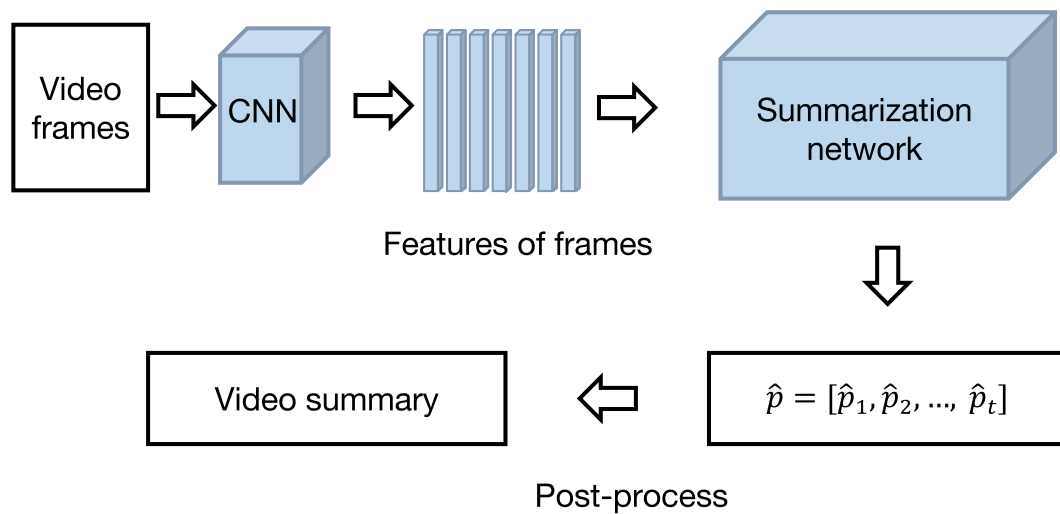 Video
frames
CNN
Summarization
network
Features of frames
Video summary
p̂ = [p̂₁, p̂₂, …, p̂ₜ]
Post-process